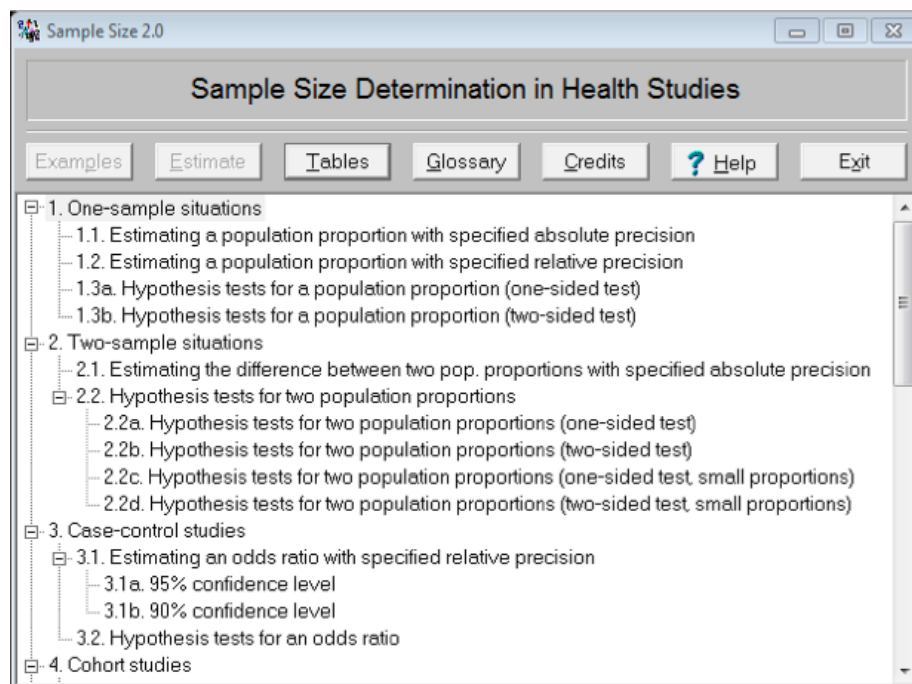 Sample Size 2.0
Sample Size Determination in Health Studies
Examples Estimate Tables Glossary Credits ? Help Exit
1. One-sample situations
1.1. Estimating a population proportion with specified absolute precision
1.2. Estimating a population proportion with specified relative precision
1.3a. Hypothesis tests for a population proportion (one-sided test)
1.3b. Hypothesis tests for a population proportion (two-sided test)
2. Two-sample situations
2.1. Estimating the difference between two pop. proportions with specified absolute precision
2.2. Hypothesis tests for two population proportions
2.2a. Hypothesis tests for two population proportions (one-sided test)
2.2b. Hypothesis tests for two population proportions (two-sided test)
2.2c. Hypothesis tests for two population proportions (one-sided test, small proportions)
2.2d. Hypothesis tests for two population proportions (two-sided test, small proportions)
3. Case-control studies
3.1. Estimating an odds ratio with specified relative precision
3.1a. 95% confidence level
3.1b. 90% confidence level
3.2. Hypothesis tests for an odds ratio
4. Cohort studies